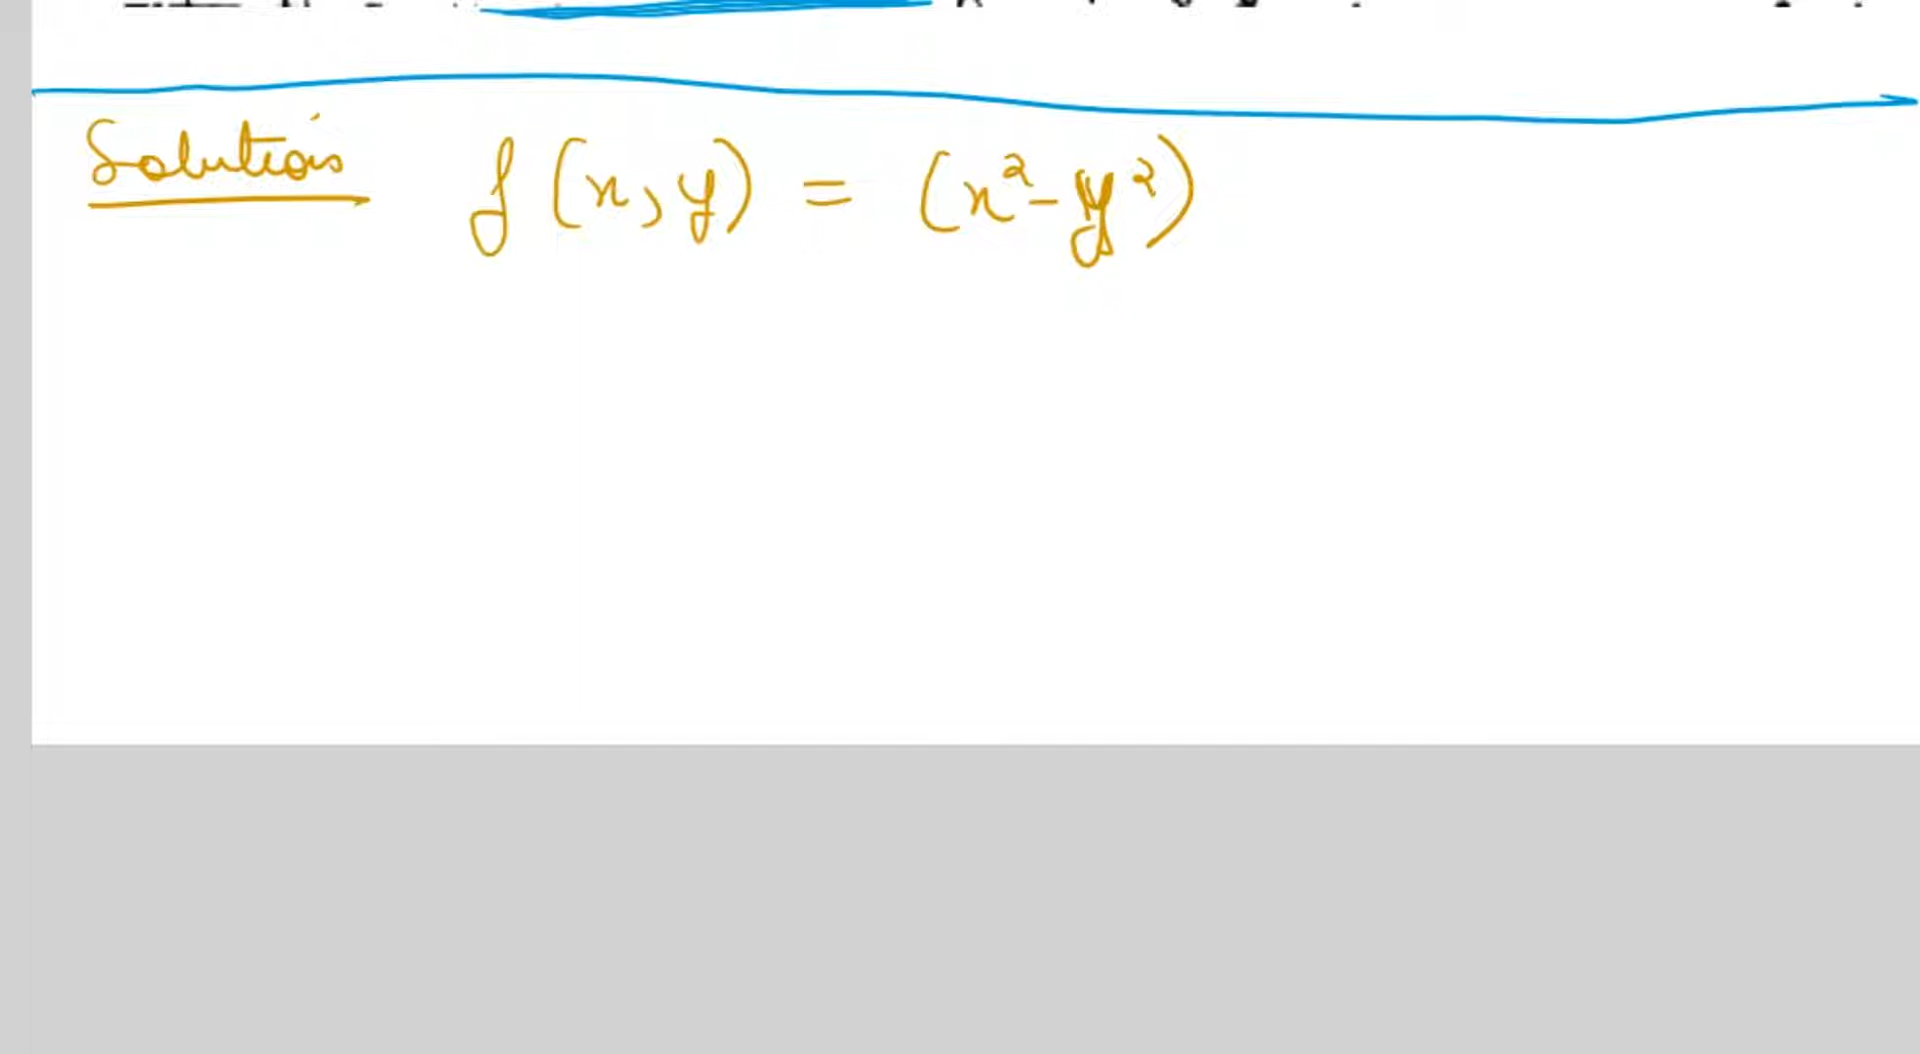 Solution f(x,y) = (x²-y²)